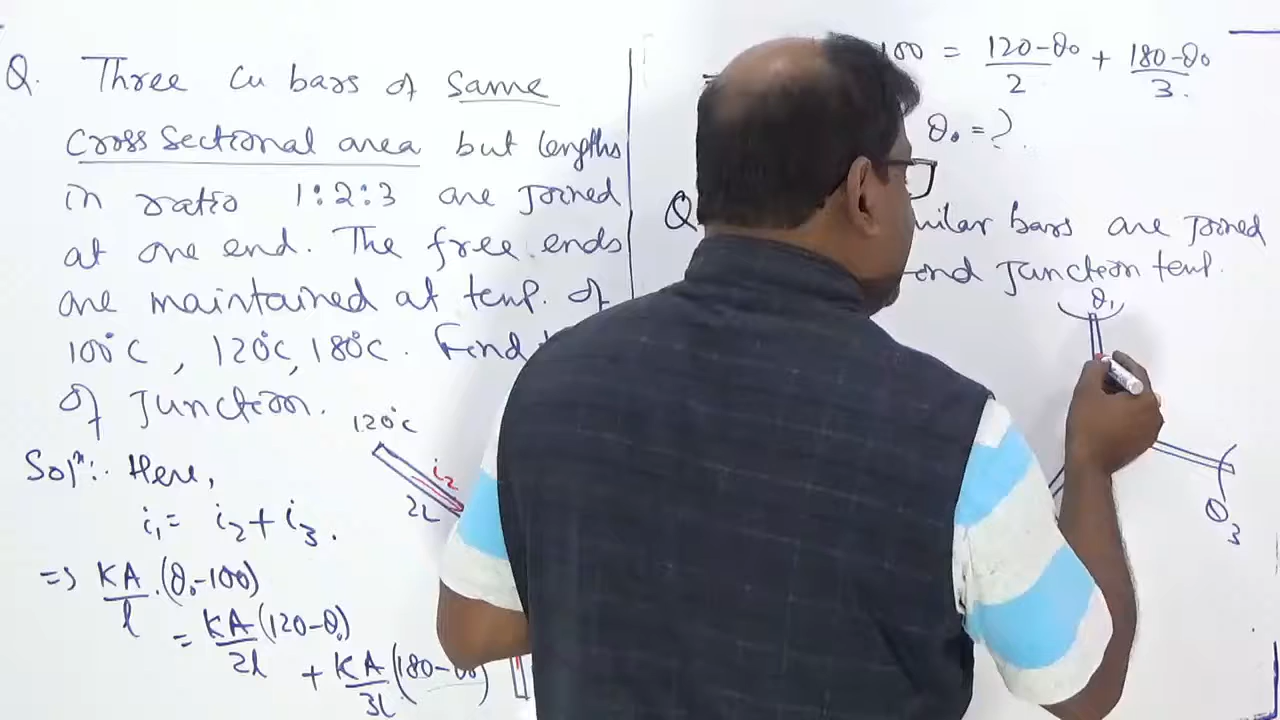 Q. Three Cu bars of Same
cross sectional area but lengths
in ratio 1:2:3 are joined
at one end. The free ends
are maintained at temp. of
100°C , 120°C, 180°C. Find
of Junction.
120°C
i₂
2l
Solⁿ:- Here,
i₁ = i₂ + i₃.
=> KA/l . (θ₀-100)
= KA/2l (120-θ₀)
+ KA/3l (180-θ₀)
100 = 120-θ₀/2 + 180-θ₀/3.
θ₀ = ?
Q
bars are joined
Junction temp.
θ₁
θ₃